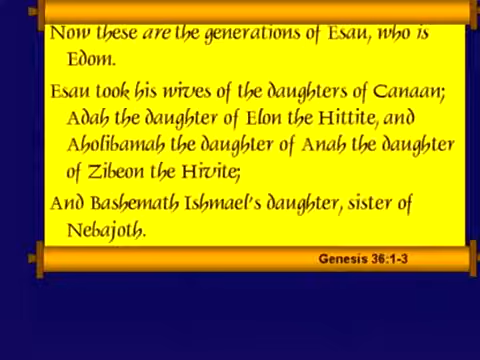 Now these are the generations of Esau, who is
Edom.
Esau took his wives of the daughters of Canaan;
Adah the daughter of Elon the Hittite, and
Aholibamah the daughter of Anah the daughter
of Zibeon the Hivite;
And Bashemath Ishmael's daughter, sister of
Nebajoth.
Genesis 36:1-3